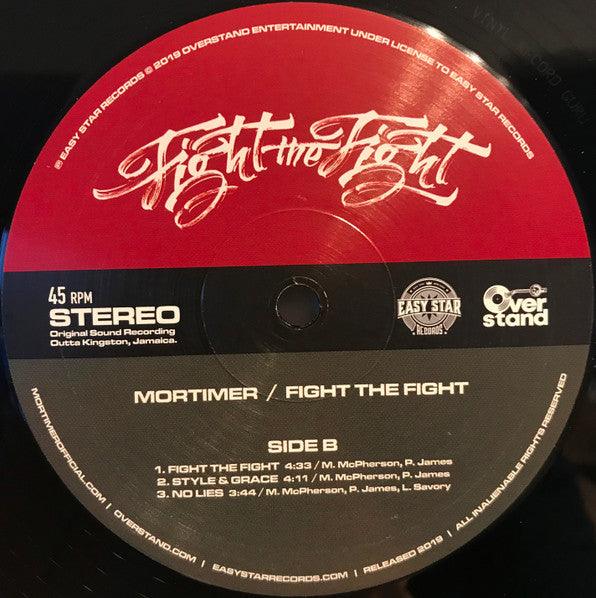 ℗ EASY STAR RECORDS © 2019 OVERSTAND ENTERTAINMENT UNDER LICENSE TO EASY STAR RECORDS
Fight the Fight
45 RPM
STEREO
Original Sound Recording
Outta Kingston, Jamaica.
EASY STAR
RECORDS
Over
stand
MORTIMER / FIGHT THE FIGHT
SIDE B
1. FIGHT THE FIGHT 4:33 / M. McPherson, P. James
2. STYLE & GRACE 4:11 / M. McPherson, P. James
3. NO LIES 3:44 / M. McPherson, P. James, L. Savory
MORTIMEROFFICIAL.COM | OVERSTAND.COM | EASYSTARRECORDS.COM | RELEASED 2019 | ALL INALIENABLE RIGHTS RESERVED
VINYL RECORD